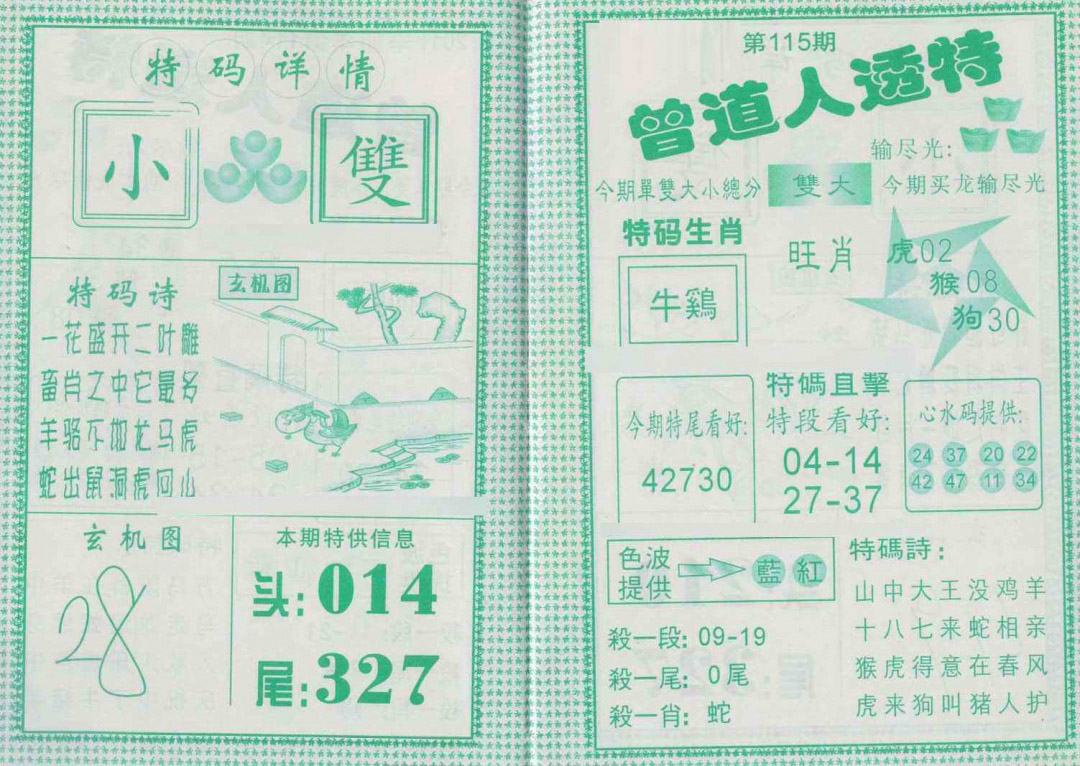 特码详情
小
雙
特码诗
一花盛开二叶雕
畜肖之中它最多
羊骆不如龙马虎
蛇出鼠洞虎回山
玄机图
玄机图
28
本期特供信息
头:014
尾:327
第115期
曾道人透特
输尽光:
今期單雙大小總分
雙大
今期买龙输尽光
特码生肖
牛鷄
旺肖
虎02
猴08
狗30
今期特尾看好:
42730
特碼直擊
特段看好:
04-14
27-37
心水码提供:
24 37 20 22
42 47 11 34
色波
提供
藍 紅
殺一段: 09-19
殺一尾: 0尾
殺一肖: 蛇
特碼詩:
山中大王没鸡羊
十八七来蛇相亲
猴虎得意在春风
虎来狗叫猪人护